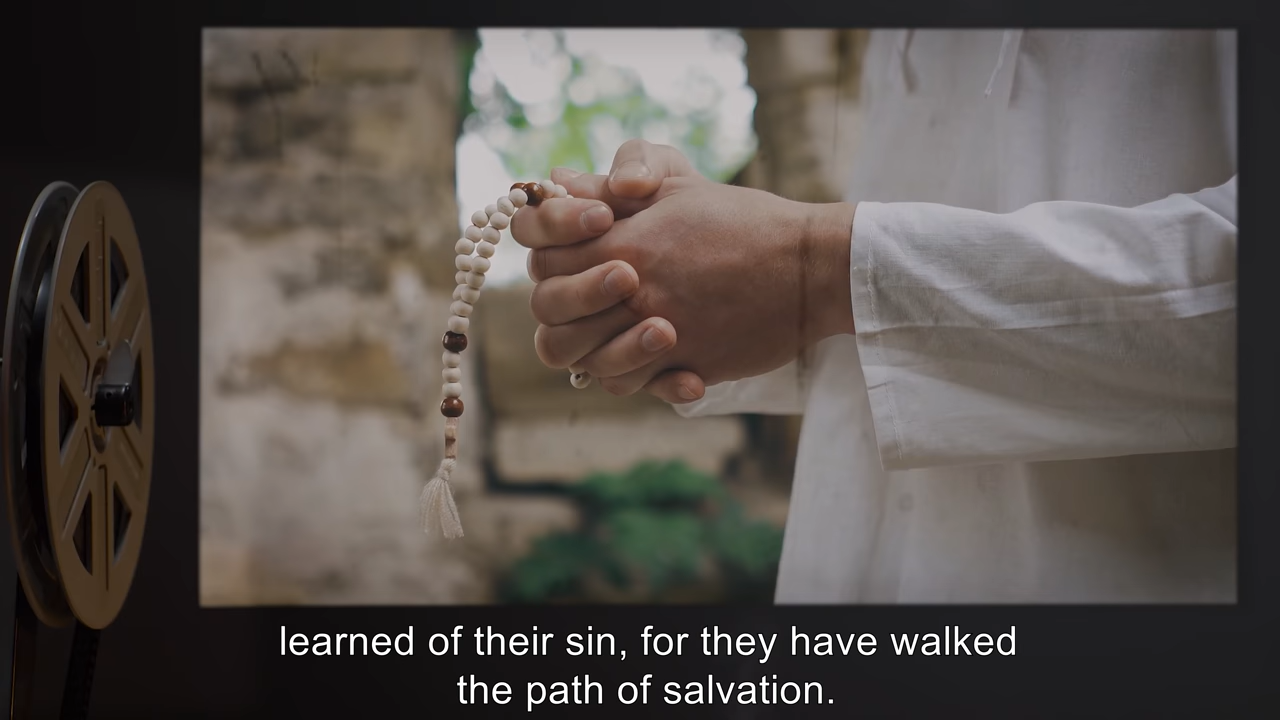 learned of their sin, for they have walked
the path of salvation.